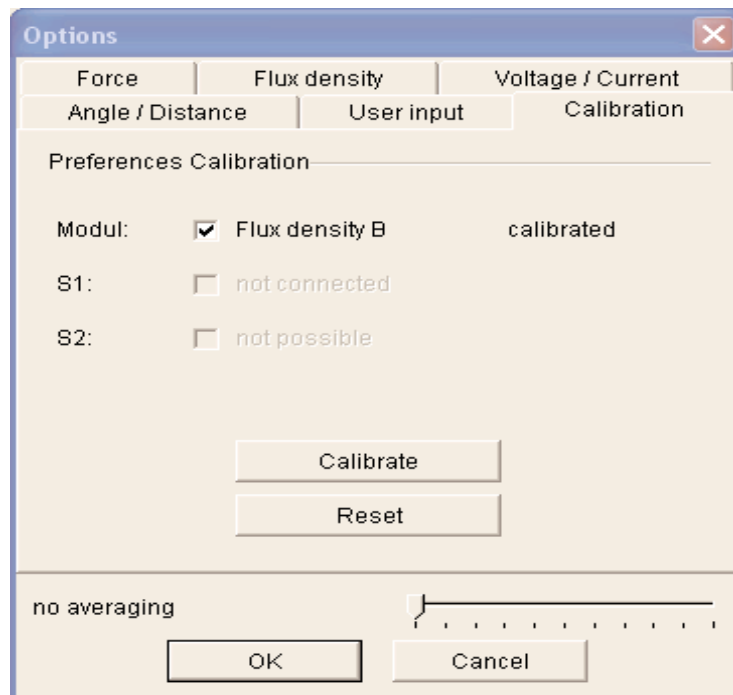 Options
Force Flux density Voltage / Current
Angle / Distance User input Calibration
Preferences Calibration
Modul: Flux density B calibrated
S1: not connected
S2: not possible
Calibrate
Reset
no averaging
OK Cancel